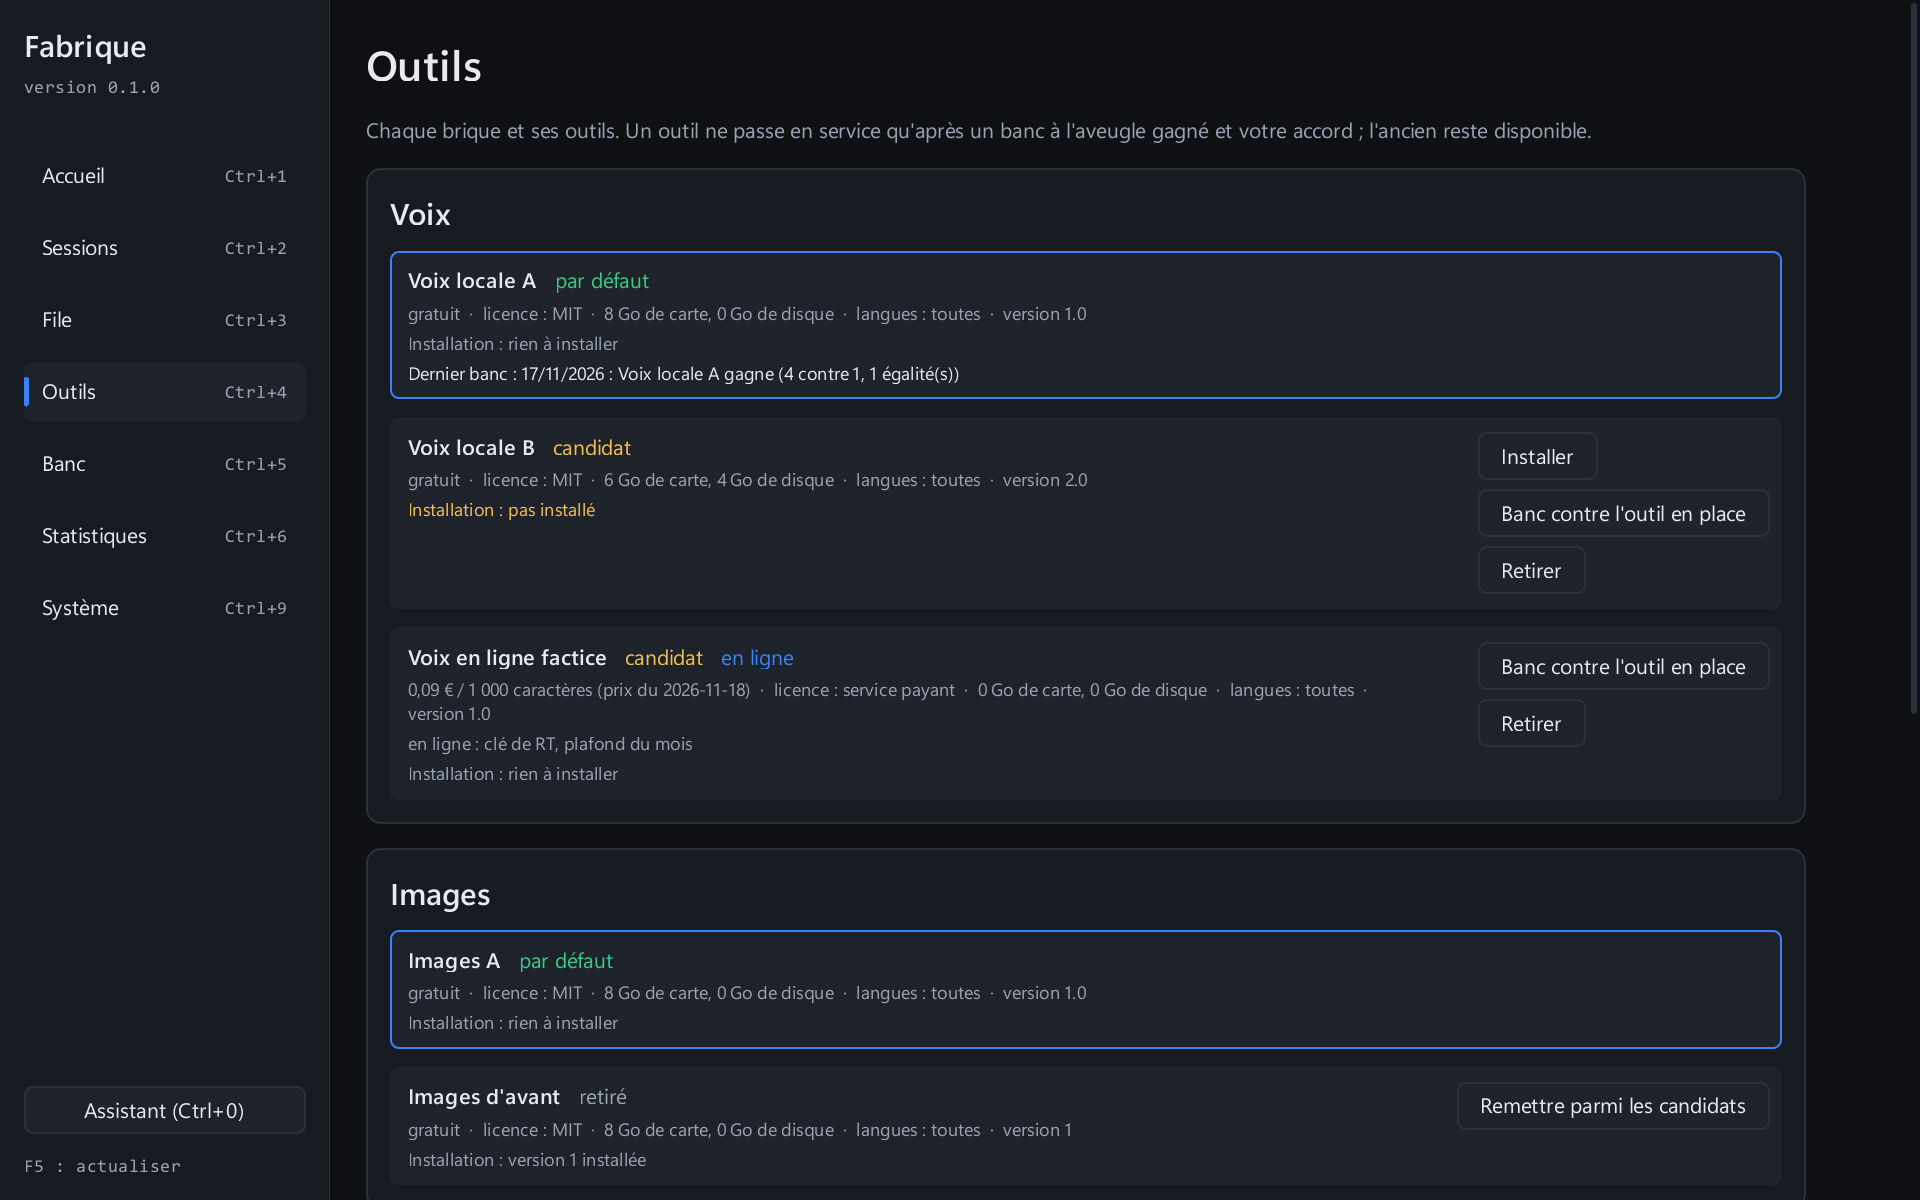 Fabrique
version 0.1.0
Accueil Ctrl+1
Sessions Ctrl+2
File Ctrl+3
Outils Ctrl+4
Banc Ctrl+5
Statistiques Ctrl+6
Système Ctrl+9
Assistant (Ctrl+0)
F5 : actualiser
Outils
Chaque brique et ses outils. Un outil ne passe en service qu'après un banc à l'aveugle gagné et votre accord ; l'ancien reste disponible.
Voix
Voix locale A par défaut
gratuit · licence : MIT · 8 Go de carte, 0 Go de disque · langues : toutes · version 1.0
Installation : rien à installer
Dernier banc : 17/11/2026 : Voix locale A gagne (4 contre 1, 1 égalité(s))
Voix locale B candidat
gratuit · licence : MIT · 6 Go de carte, 4 Go de disque · langues : toutes · version 2.0
Installation : pas installé
Installer
Banc contre l'outil en place
Retirer
Voix en ligne factice candidat en ligne
0,09 € / 1 000 caractères (prix du 2026-11-18) · licence : service payant · 0 Go de carte, 0 Go de disque · langues : toutes ·
version 1.0
en ligne : clé de RT, plafond du mois
Installation : rien à installer
Banc contre l'outil en place
Retirer
Images
Images A par défaut
gratuit · licence : MIT · 8 Go de carte, 0 Go de disque · langues : toutes · version 1.0
Installation : rien à installer
Images d'avant retiré
gratuit · licence : MIT · 8 Go de carte, 0 Go de disque · langues : toutes · version 1
Installation : version 1 installée
Remettre parmi les candidats